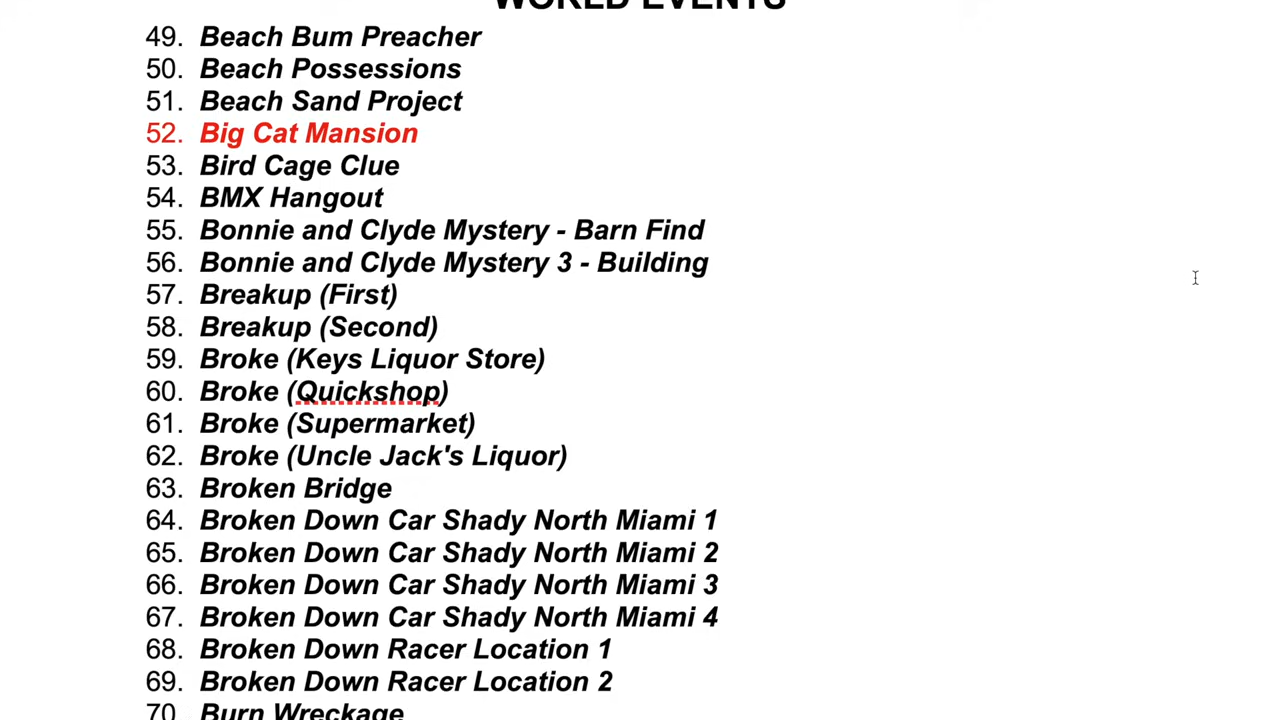 WORLD EVENTS
49. Beach Bum Preacher
50. Beach Possessions
51. Beach Sand Project
52. Big Cat Mansion
53. Bird Cage Clue
54. BMX Hangout
55. Bonnie and Clyde Mystery - Barn Find
56. Bonnie and Clyde Mystery 3 - Building
57. Breakup (First)
58. Breakup (Second)
59. Broke (Keys Liquor Store)
60. Broke (Quickshop)
61. Broke (Supermarket)
62. Broke (Uncle Jack's Liquor)
63. Broken Bridge
64. Broken Down Car Shady North Miami 1
65. Broken Down Car Shady North Miami 2
66. Broken Down Car Shady North Miami 3
67. Broken Down Car Shady North Miami 4
68. Broken Down Racer Location 1
69. Broken Down Racer Location 2
70. Burn Wreckage